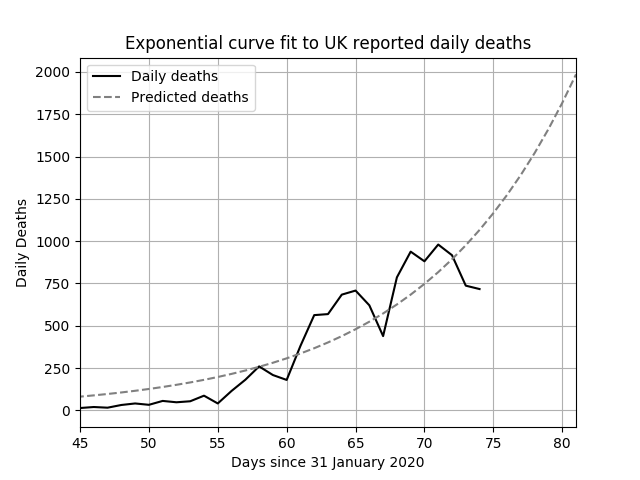 Exponential curve fit to UK reported daily deaths
Daily deaths
Predicted deaths
Daily Deaths
2000
1750
1500
1250
1000
750
500
250
0
45 50 55 60 65 70 75 80
Days since 31 January 2020